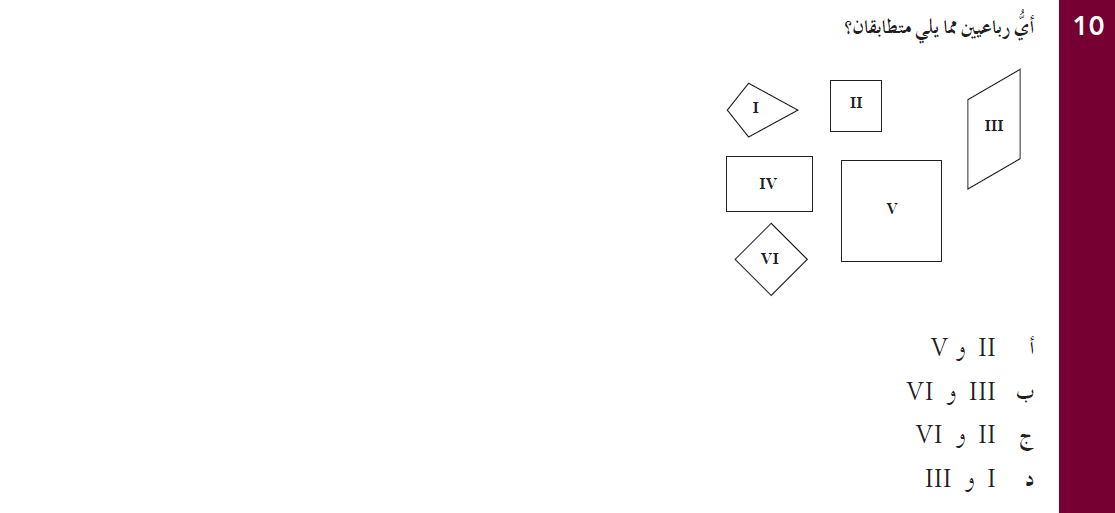 10
أيُّ رباعيين مما يلي متطابقان؟
I
II
III
IV
V
VI
أ II و V
ب III و VI
ج II و VI
د I و III